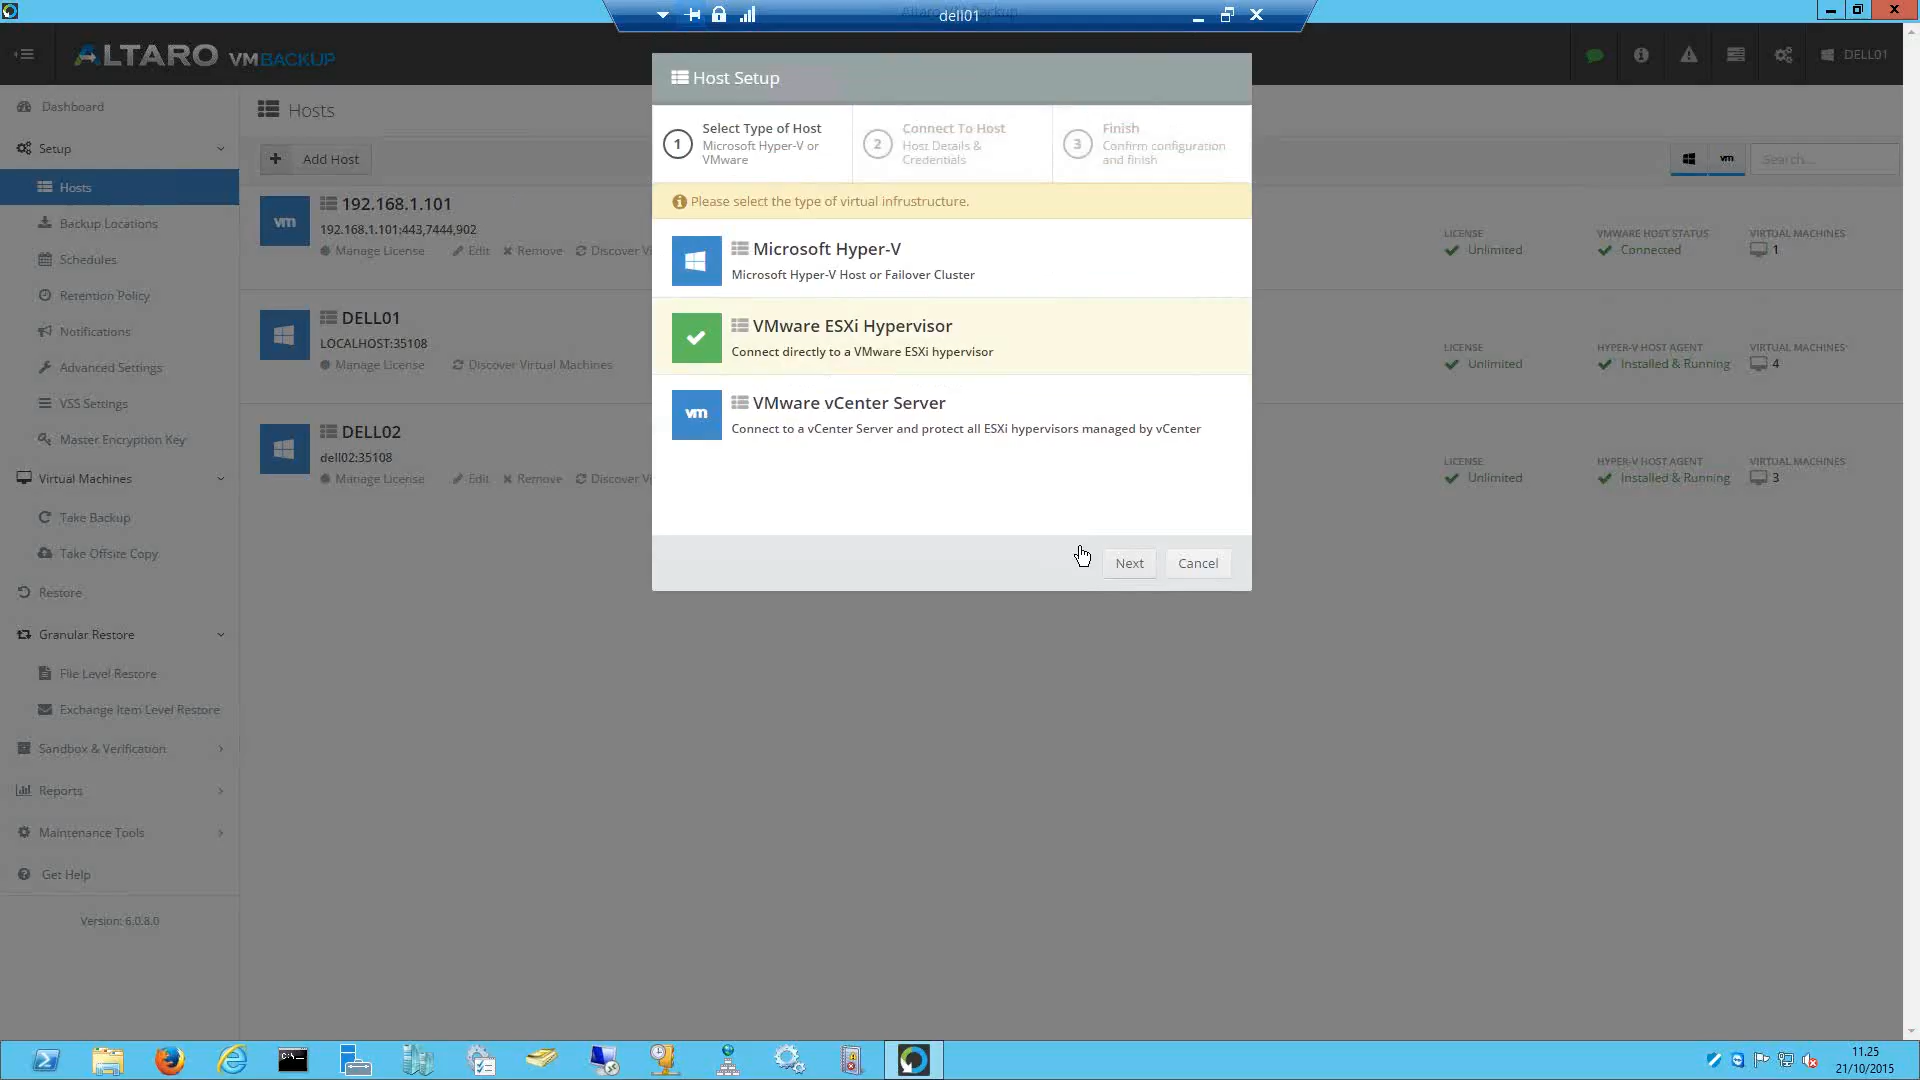 dell01
ALTARO VMBACKUP
DELL01
Dashboard
Setup
Hosts
Backup Locations
Schedules
Retention Policy
Notifications
Advanced Settings
VSS Settings
Master Encryption Key
Virtual Machines
Take Backup
Take Offsite Copy
Restore
Granular Restore
File Level Restore
Exchange Item Level Restore
Sandbox & Verification
Reports
Maintenance Tools
Get Help
Version: 6.0.8.0
Hosts
Add Host
vm
Search...
vm
192.168.1.101
192.168.1.101:443,7444,902
Manage License Edit Remove Discover Vi
LICENSE
Unlimited
VMWARE HOST STATUS
Connected
VIRTUAL MACHINES
1
DELL01
LOCALHOST:35108
Manage License Discover Virtual Machines
LICENSE
Unlimited
HYPER-V HOST AGENT
Installed & Running
VIRTUAL MACHINES
4
DELL02
dell02:35108
Manage License Edit Remove Discover Vi
LICENSE
Unlimited
HYPER-V HOST AGENT
Installed & Running
VIRTUAL MACHINES
3
Host Setup
1
Select Type of Host
Microsoft Hyper-V or
VMware
2
Connect To Host
Host Details &
Credentials
3
Finish
Confirm configuration
and finish
Please select the type of virtual infrustructure.
Microsoft Hyper-V
Microsoft Hyper-V Host or Failover Cluster
VMware ESXi Hypervisor
Connect directly to a VMware ESXi hypervisor
vm
VMware vCenter Server
Connect to a vCenter Server and protect all ESXi hypervisors managed by vCenter
Next
Cancel
11.25
21/10/2015